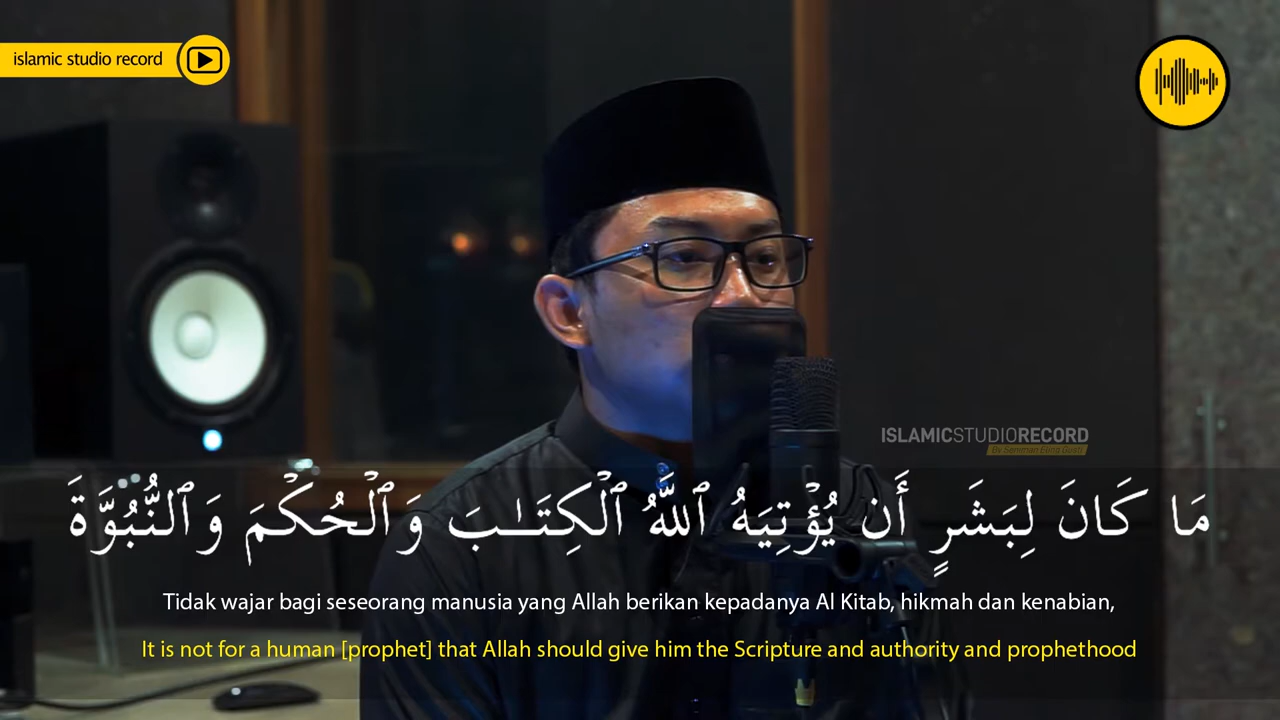 islamic studio record
ISLAMICSTUDIORECORD
مَا كَانَ لِبَشَرٍ أَن يُؤْتِيَهُ ٱللَّهُ ٱلْكِتَـٰبَ وَٱلْحُكْمَ وَٱلنُّبُوَّةَ
Tidak wajar bagi seseorang manusia yang Allah berikan kepadanya Al Kitab, hikmah dan kenabian,
It is not for a human [prophet] that Allah should give him the Scripture and authority and prophethood